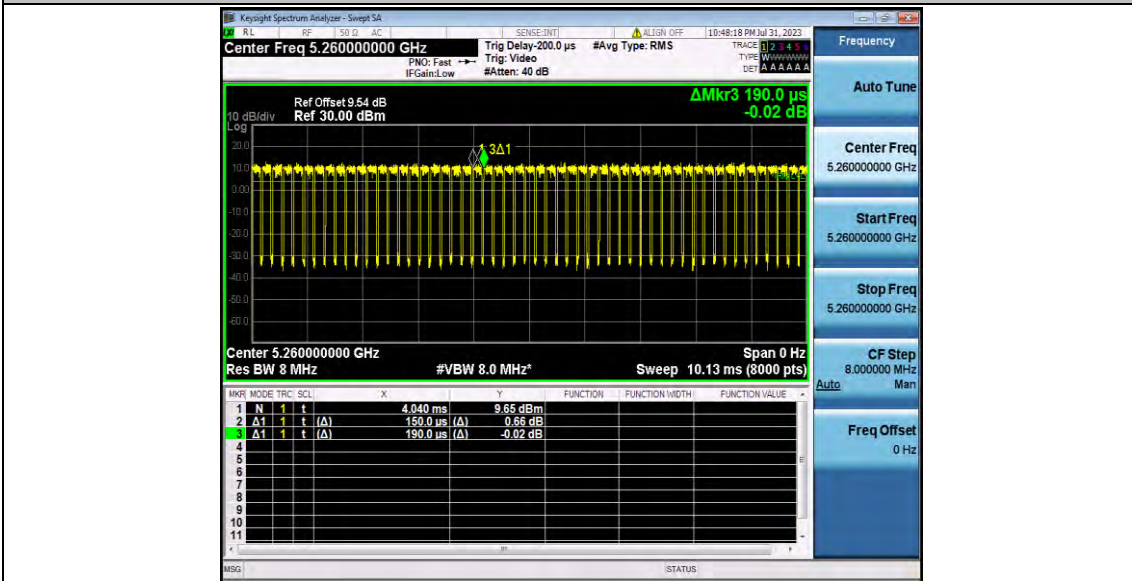 Keysight Spectrum Analyzer - Swept SA
RL RF 50 Ω AC SENSE:INT ALIGN OFF 10:48:18 PM Jul 31, 2023
Center Freq 5.260000000 GHz
PNO: Fast
IFGain:Low
Trig Delay-200.0 µs
Trig: Video
#Atten: 40 dB
#Avg Type: RMS
TRACE 1 2 3 4 5 6
TYPE
DET A A A A A A
Frequency
Auto Tune
Center Freq
5.260000000 GHz
Start Freq
5.260000000 GHz
Stop Freq
5.260000000 GHz
CF Step
8.000000 MHz
Auto Man
Freq Offset
0 Hz
ΔMkr3 190.0 µs
-0.02 dB
Ref Offset 9.54 dB
10 dB/div Ref 30.00 dBm
Log
20.0
10.0
0.00
-10.0
-20.0
-30.0
-40.0
-50.0
-60.0
3Δ1
Center 5.260000000 GHz Span 0 Hz
Res BW 8 MHz #VBW 8.0 MHz* Sweep 10.13 ms (8000 pts)
MKR MODE TRC SCL X Y FUNCTION FUNCTION WIDTH FUNCTION VALUE
1 N 1 t 4.040 ms 9.65 dBm
2 Δ1 1 t (Δ) 150.0 µs (Δ) 0.66 dB
3 Δ1 1 t (Δ) 190.0 µs (Δ) -0.02 dB
4
5
6
7
8
9
10
11
MSG STATUS